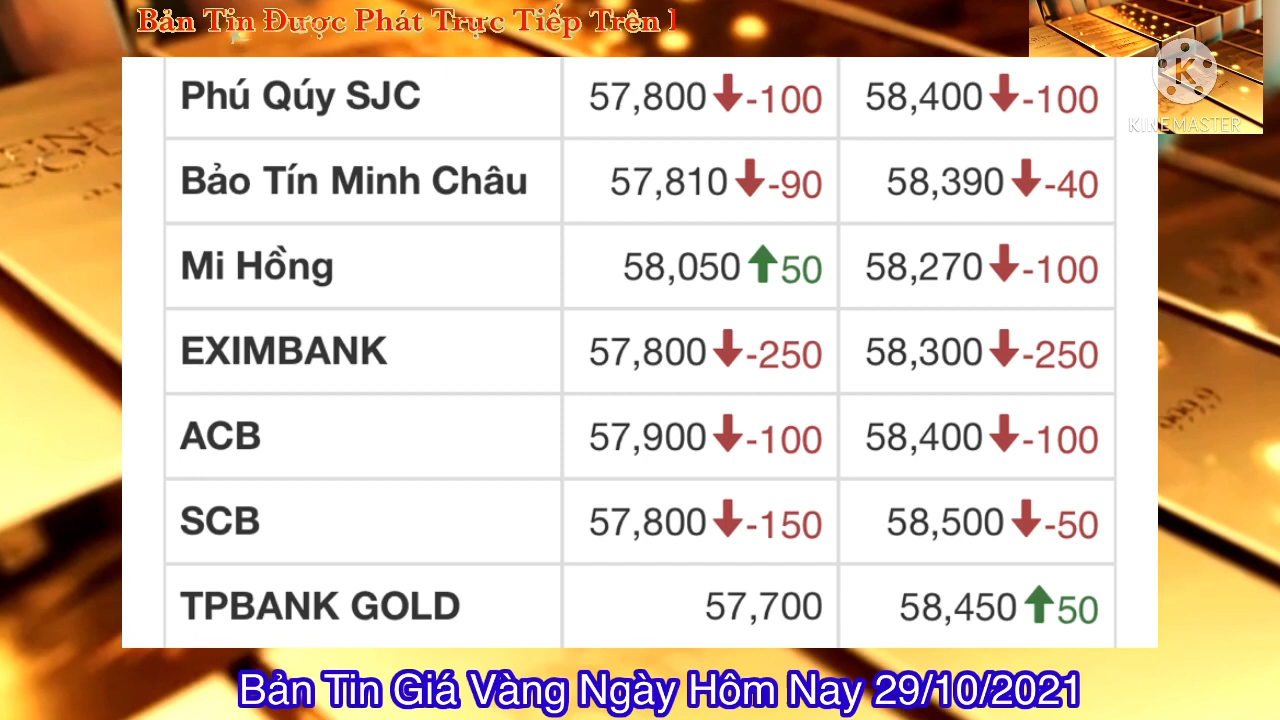 Bản Tin Được Phát Trực Tiếp Trên
KINEMASTER
Phú Qúy SJC 57,800 -100 58,400 -100
Bảo Tín Minh Châu 57,810 -90 58,390 -40
Mi Hồng 58,050 50 58,270 -100
EXIMBANK 57,800 -250 58,300 -250
ACB 57,900 -100 58,400 -100
SCB 57,800 -150 58,500 -50
TPBANK GOLD 57,700 58,450 50
Bản Tin Giá Vàng Ngày Hôm Nay 29/10/2021